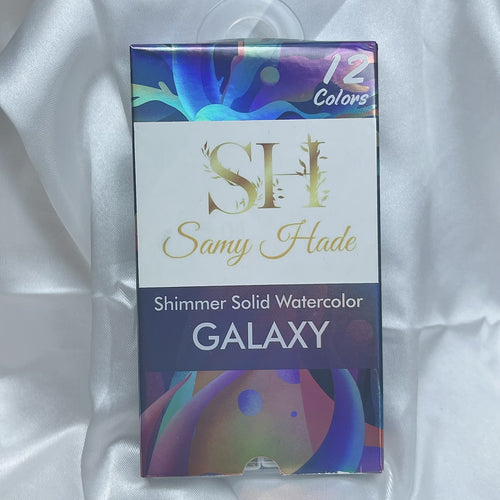 12
Colors
SH
Samy Hade
Shimmer Solid Watercolor
GALAXY